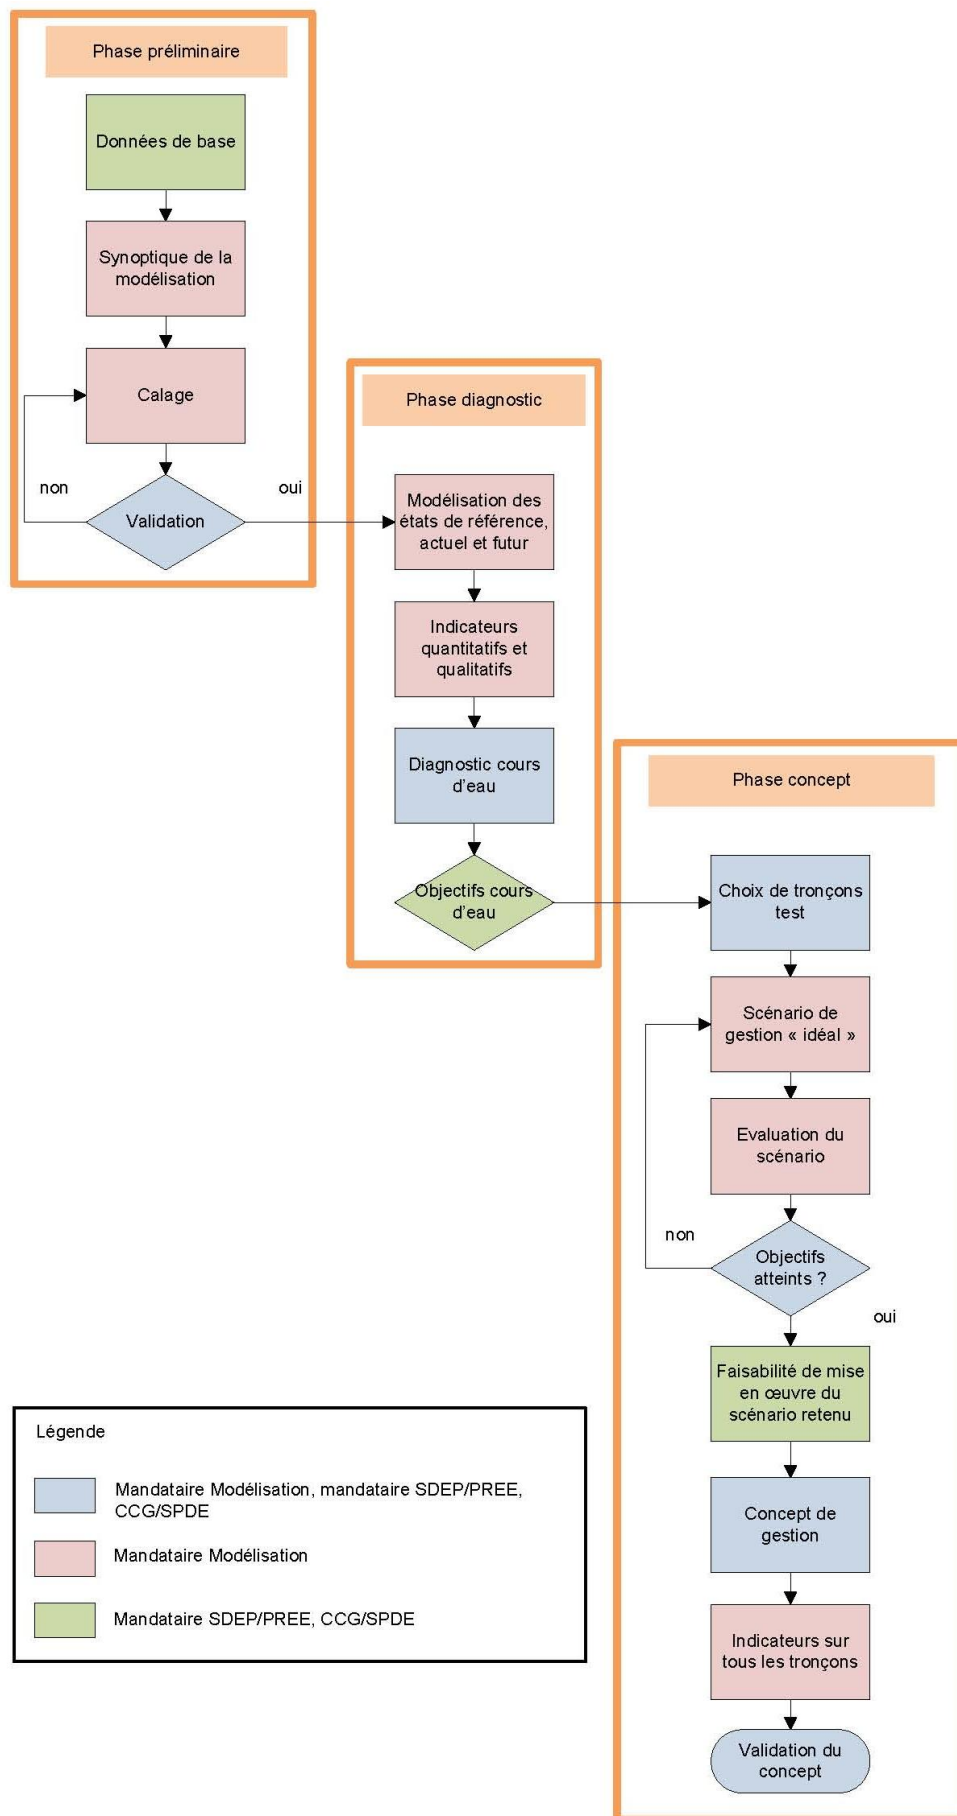 Phase préliminaire
Données de base
Synoptique de la
modélisation
Calage
non
oui
Validation
Phase diagnostic
Modélisation des
états de référence,
actuel et futur
Indicateurs
quantitatifs et
qualitatifs
Diagnostic cours
d'eau
Objectifs cours
d'eau
Phase concept
Choix de tronçons
test
Scénario de
gestion « idéal »
Evaluation du
scénario
non
Objectifs
atteints ?
oui
Faisabilité de mise
en œuvre du
scénario retenu
Concept de
gestion
Indicateurs sur
tous les tronçons
Validation du
concept
Légende
Mandataire Modélisation, mandataire SDEP/PREE,
CCG/SPDE
Mandataire Modélisation
Mandataire SDEP/PREE, CCG/SPDE